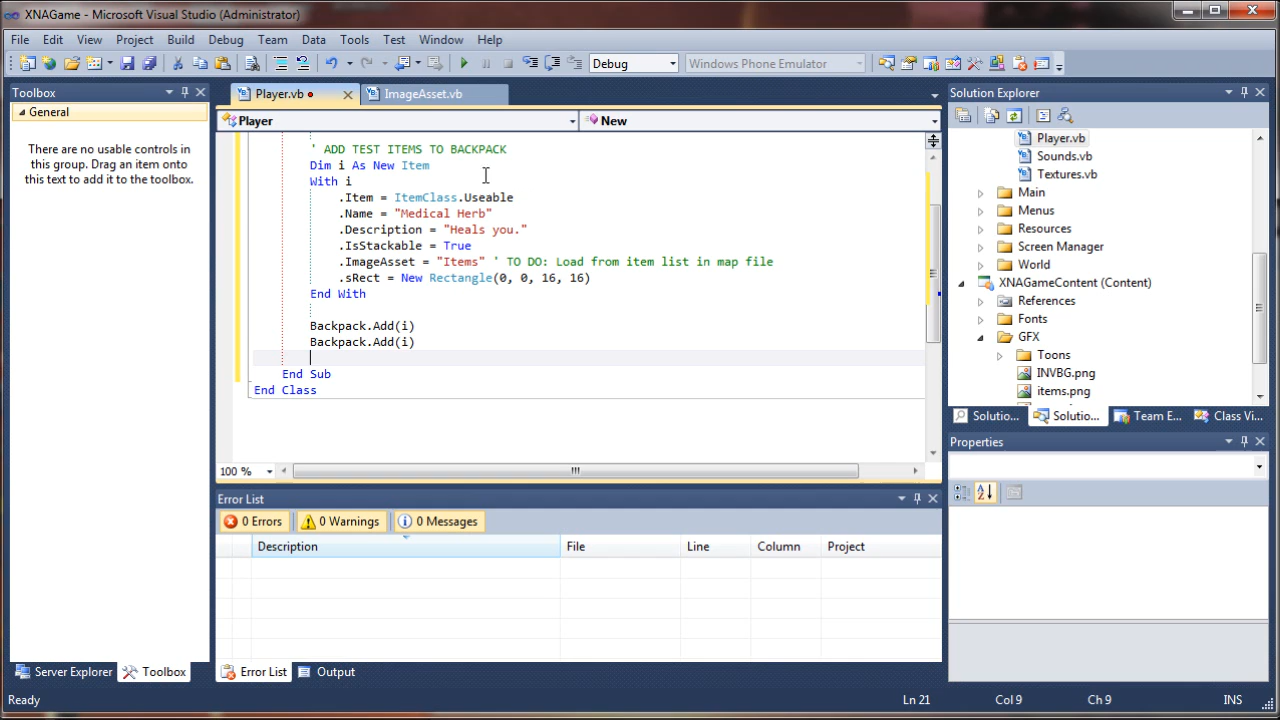 XNAGame - Microsoft Visual Studio (Administrator)
File Edit View Project Build Debug Team Data Tools Test Window Help
Debug Windows Phone Emulator
Toolbox
General
There are no usable controls in
this group. Drag an item onto
this text to add it to the toolbox.
Server Explorer Toolbox
Player.vb ImageAsset.vb
Player New
' ADD TEST ITEMS TO BACKPACK
Dim i As New Item
With i
.Item = ItemClass.Useable
.Name = "Medical Herb"
.Description = "Heals you."
.IsStackable = True
.ImageAsset = "Items" ' TO DO: Load from item list in map file
.sRect = New Rectangle(0, 0, 16, 16)
End With
Backpack.Add(i)
Backpack.Add(i)
End Sub
End Class
100 %
Error List
0 Errors 0 Warnings 0 Messages
Description File Line Column Project
Error List Output
Solution Explorer
Player.vb
Sounds.vb
Textures.vb
Main
Menus
Resources
Screen Manager
World
XNAGameContent (Content)
References
Fonts
GFX
Toons
INVBG.png
items.png
Solutio... Solutio... Team E... Class Vi...
Properties
Ready Ln 21 Col 9 Ch 9 INS